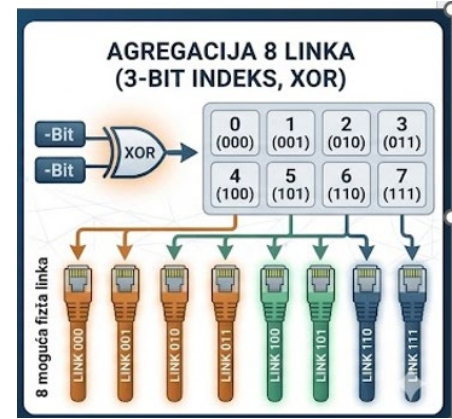 AGREGACIJA 8 LINKA
(3-BIT INDEKS, XOR)
-Bit
-Bit
XOR
0 1 2 3
(000) (001) (010) (011)
4 5 6 7
(100) (101) (110) (111)
8 moguća fizta linka
LINK 000
LINK 001
LINK 010
LINK 011
LINK 100
LINK 101
LINK 110
LINK 111